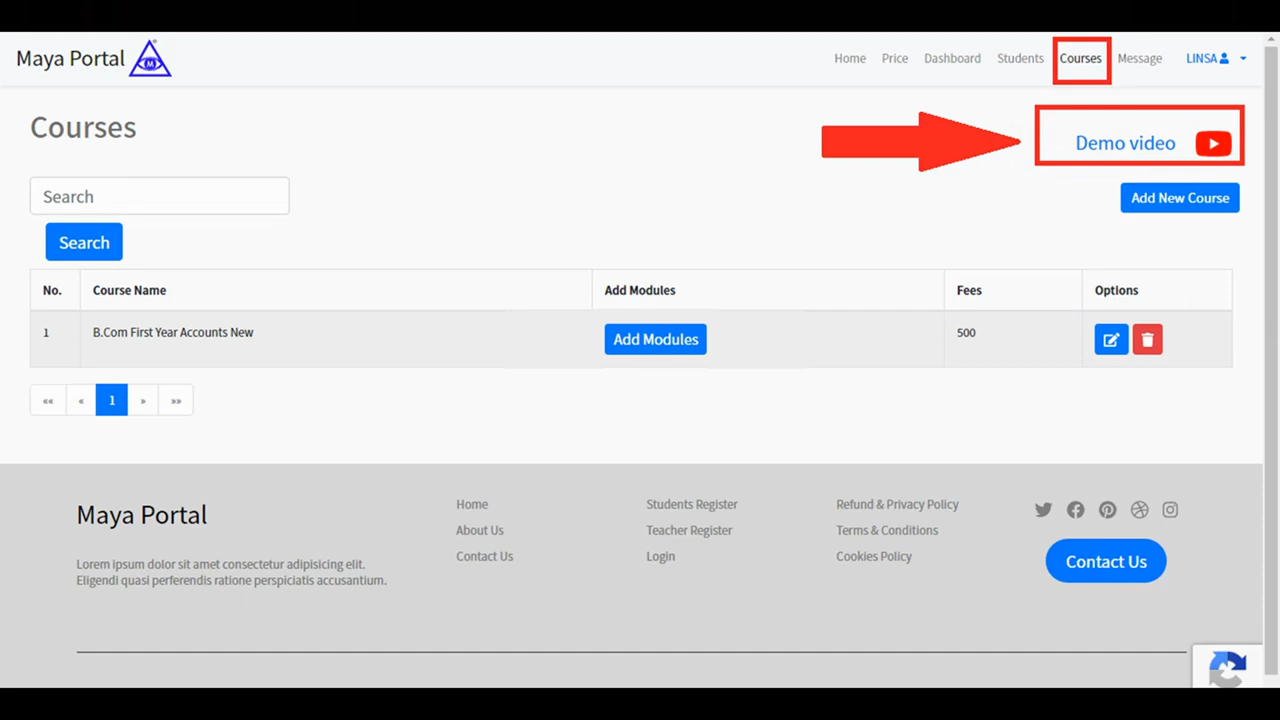 Maya Portal
Home Price Dashboard Students Courses Message LINSA
Courses
Demo video
Search
Add New Course
Search
No. Course Name Add Modules Fees Options
1 B.Com First Year Accounts New Add Modules 500
«« « 1 » »»
Maya Portal
Lorem ipsum dolor sit amet consectetur adipisicing elit.
Eligendi quasi perferendis ratione perspiciatis accusantium.
Home
About Us
Contact Us
Students Register
Teacher Register
Login
Refund & Privacy Policy
Terms & Conditions
Cookies Policy
Contact Us